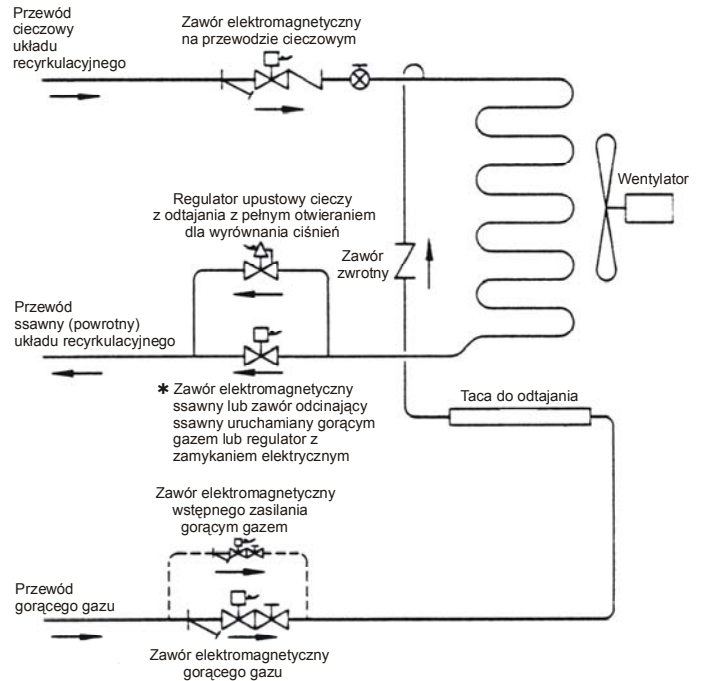 Przewód
cieczowy
układu
recyrkulacyjnego
Zawór elektromagnetyczny
na przewodzie cieczowym
Wentylator
Regulator upustowy cieczy
z odtajania z pełnym otwieraniem
dla wyrównania ciśnień
Zawór
zwrotny
Przewód
ssawny (powrotny)
układu recyrkulacyjnego
* Zawór elektromagnetyczny
ssawny lub zawór odcinający
ssawny uruchamiany gorącym
gazem lub regulator z
zamykaniem elektrycznym
Taca do odtajania
Zawór elektromagnetyczny
wstępnego zasilania
gorącym gazem
Przewód
gorącego gazu
Zawór elektromagnetyczny
gorącego gazu